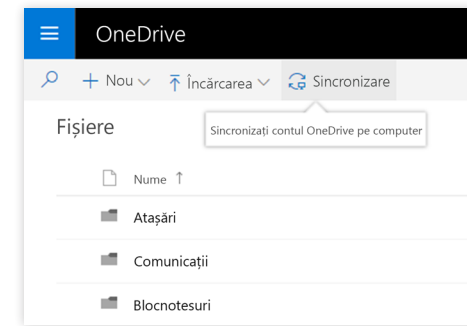 OneDrive
Nou Încărcarea Sincronizare
Fișiere
Sincronizați contul OneDrive pe computer
Nume
Atașări
Comunicații
Blocnotesuri